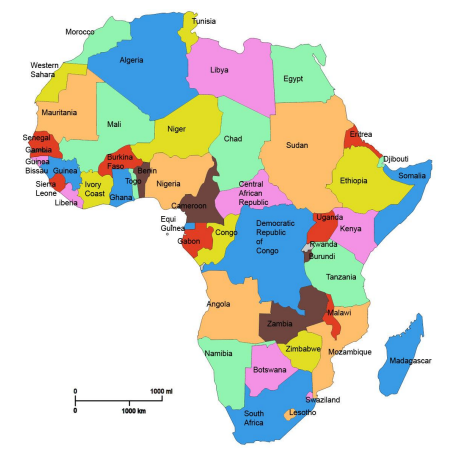 Tunisia
Morocco
Algeria
Western
Sahara
Libya
Egypt
Mauritania
Mali
Niger
Chad
Sudan
Eritrea
Senegal
Gambia
Guinea
Bissau
Guinea
Burkina
Faso
Benin
Togo
Nigeria
Djibouti
Somalia
Ethiopia
Sierra
Leone
Liberia
Ivory
Coast
Ghana
Central
African
Republic
Cameroon
Equi
Gulnea
Gabon
Congo
Democratic
Republic
of
Congo
Uganda
Kenya
Rwanda
Burundi
Tanzania
Angola
Zambia
Malawi
Mozambique
Zimbabwe
Madagascar
Namibia
Botswana
Swaziland
Lesotho
South
Africa
0 1000 ml
0 1000 km